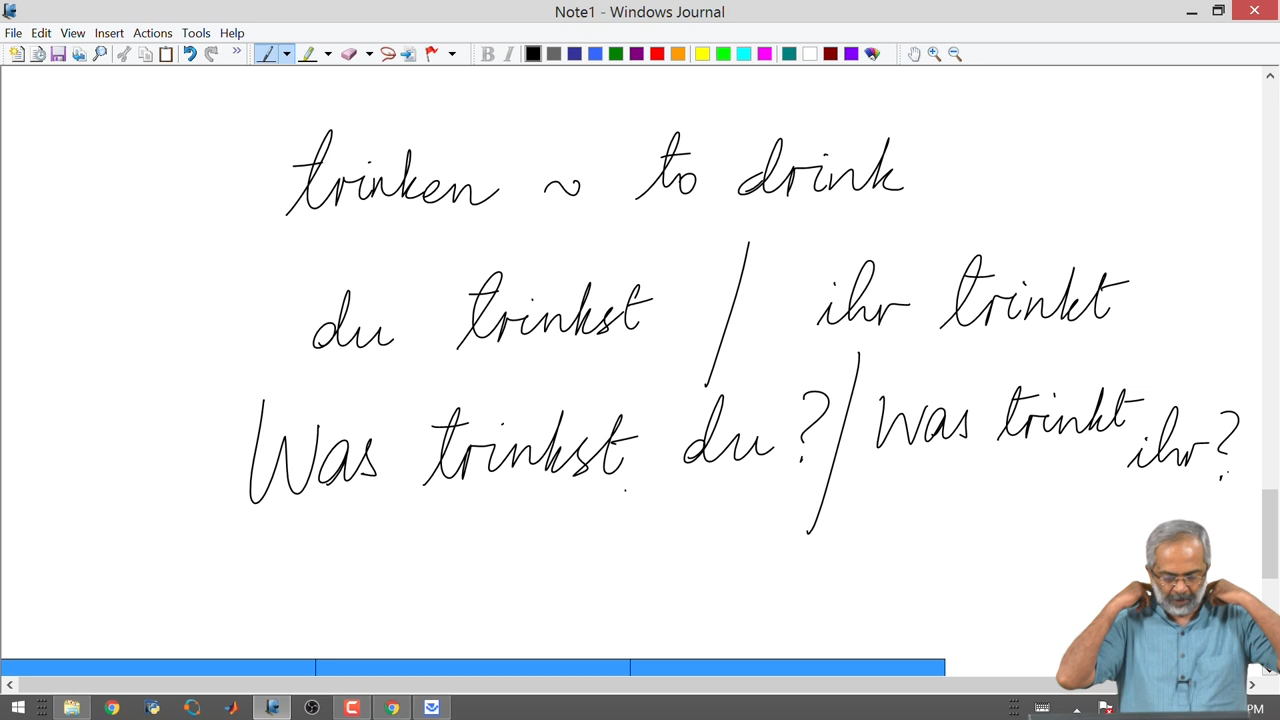 Note1 - Windows Journal
File Edit View Insert Actions Tools Help
B I
trinken ~ to drink
du trinkst / ihr trinkt
Was trinkst du? / Was trinkt ihr?
PM